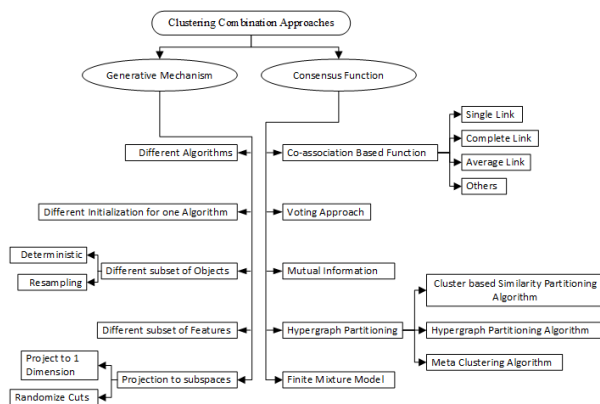 Clustering Combination Approaches
Generative Mechanism
Consensus Function
Different Algorithms
Different Initialization for one Algorithm
Different subset of Objects
Deterministic
Resampling
Different subset of Features
Projection to subspaces
Project to 1
Dimension
Randomize Cuts
Co-association Based Function
Single Link
Complete Link
Average Link
Others
Voting Approach
Mutual Information
Hypergraph Partitioning
Cluster based Similarity Partitioning
Algorithm
Hypergraph Partitioning Algorithm
Meta Clustering Algorithm
Finite Mixture Model